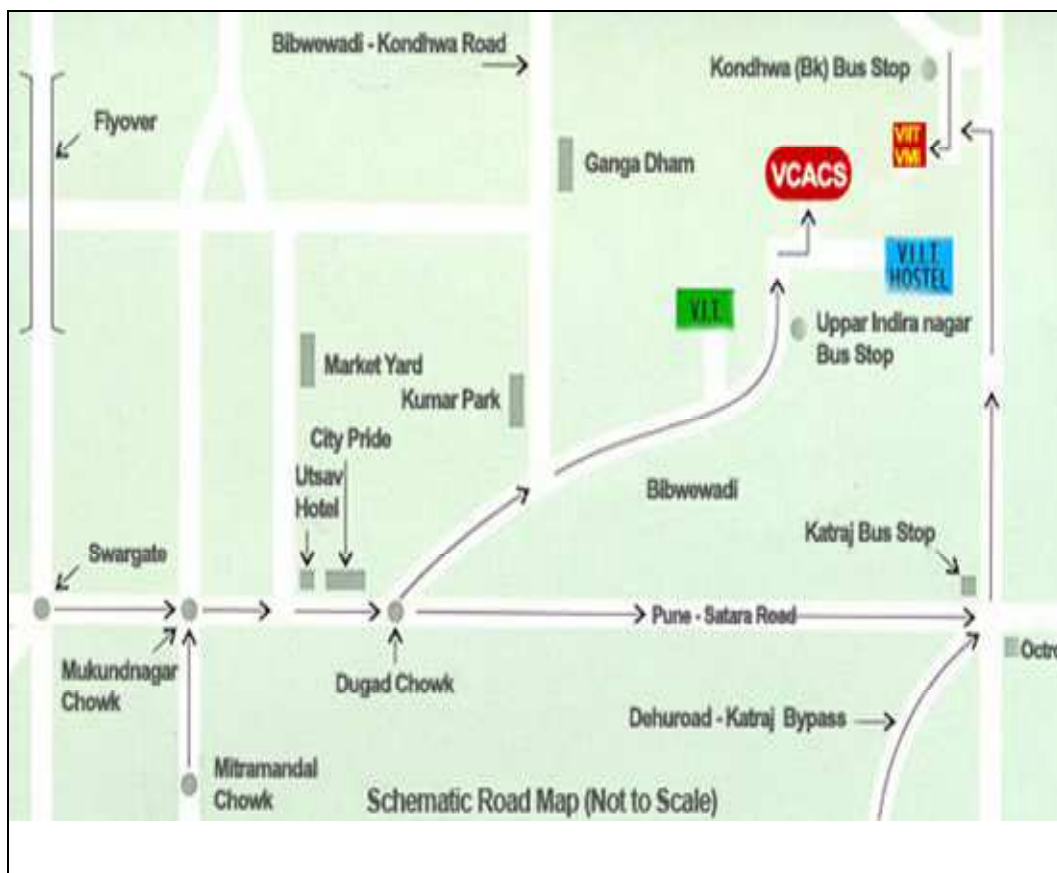 Bibwewadi - Kondhwa Road
Kondhwa (Bk) Bus Stop
Flyover
VIIT
VMI
Ganga Dham
VCACS
V.I.I.T.
HOSTEL
V.I.T.
Uppar Indira nagar
Bus Stop
Market Yard
Kumar Park
City Pride
Utsav
Hotel
Bibwewadi
Katraj Bus Stop
Swargate
Pune - Satara Road
Mukundnagar
Chowk
Dugad Chowk
Octro
Dehuroad - Katraj Bypass
Mitramandal
Chowk
Schematic Road Map (Not to Scale)